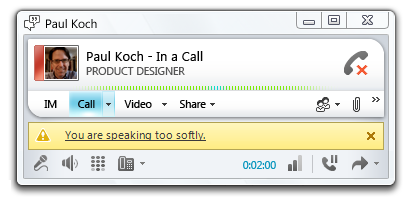 Paul Koch
Paul Koch - In a Call
PRODUCT DESIGNER
IM Call Video Share
You are speaking too softly.
0:02:00